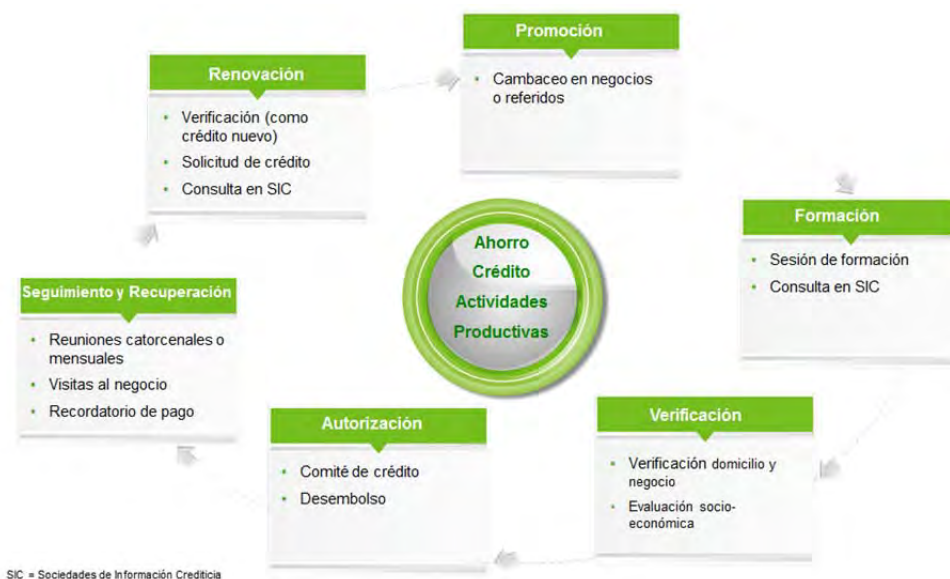 Promoción
• Cambaceo en negocios
o referidos
Renovación
• Verificación (como
crédito nuevo)
• Solicitud de crédito
• Consulta en SIC
Formación
• Sesión de formación
• Consulta en SIC
Ahorro
Crédito
Actividades
Productivas
Seguimiento y Recuperación
• Reuniones catorcenales o
mensuales
• Visitas al negocio
• Recordatorio de pago
Autorización
• Comité de crédito
• Desembolso
Verificación
• Verificación domicilio y
negocio
• Evaluación socio-
económica
SIC = Sociedades de Información Crediticia